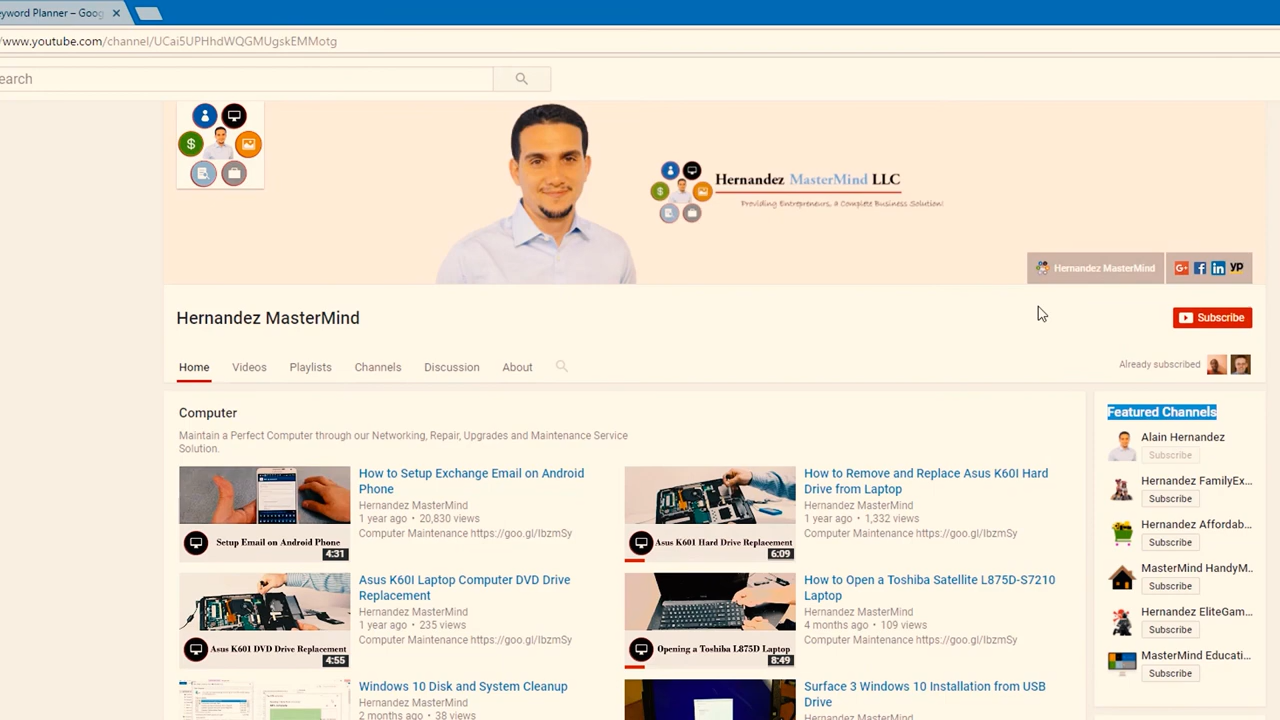 eyword Planner – Goog
/www.youtube.com/channel/UCai5UPHhdWQGMUgskEMMotg
earch
Hernandez MasterMind LLC
Providing Entrepreneurs, a Complete Business Solution!
Hernandez MasterMind
Hernandez MasterMind
Subscribe
Home Videos Playlists Channels Discussion About
Already subscribed
Computer
Maintain a Perfect Computer through our Networking, Repair, Upgrades and Maintenance Service
Solution.
How to Setup Exchange Email on Android
Phone
Hernandez MasterMind
1 year ago • 20,830 views
Computer Maintenance https://goo.gl/IbzmSy
Setup Email on Android Phone
4:31
How to Remove and Replace Asus K60I Hard
Drive from Laptop
Hernandez MasterMind
1 year ago • 1,332 views
Computer Maintenance https://goo.gl/IbzmSy
Asus K60I Hard Drive Replacement
6:09
Asus K60I Laptop Computer DVD Drive
Replacement
Hernandez MasterMind
1 year ago • 235 views
Computer Maintenance https://goo.gl/IbzmSy
Asus K60I DVD Drive Replacement
4:55
How to Open a Toshiba Satellite L875D-S7210
Laptop
Hernandez MasterMind
4 months ago • 109 views
Computer Maintenance https://goo.gl/IbzmSy
Opening a Toshiba L875D Laptop
8:49
Windows 10 Disk and System Cleanup
Hernandez MasterMind
2 months ago • 38 views
Surface 3 Windows 10 Installation from USB
Drive
Hernandez MasterMind
Featured Channels
Alain Hernandez
Subscribe
Hernandez FamilyEx...
Subscribe
Hernandez Affordab...
Subscribe
MasterMind HandyM...
Subscribe
Hernandez EliteGam...
Subscribe
MasterMind Educati...
Subscribe